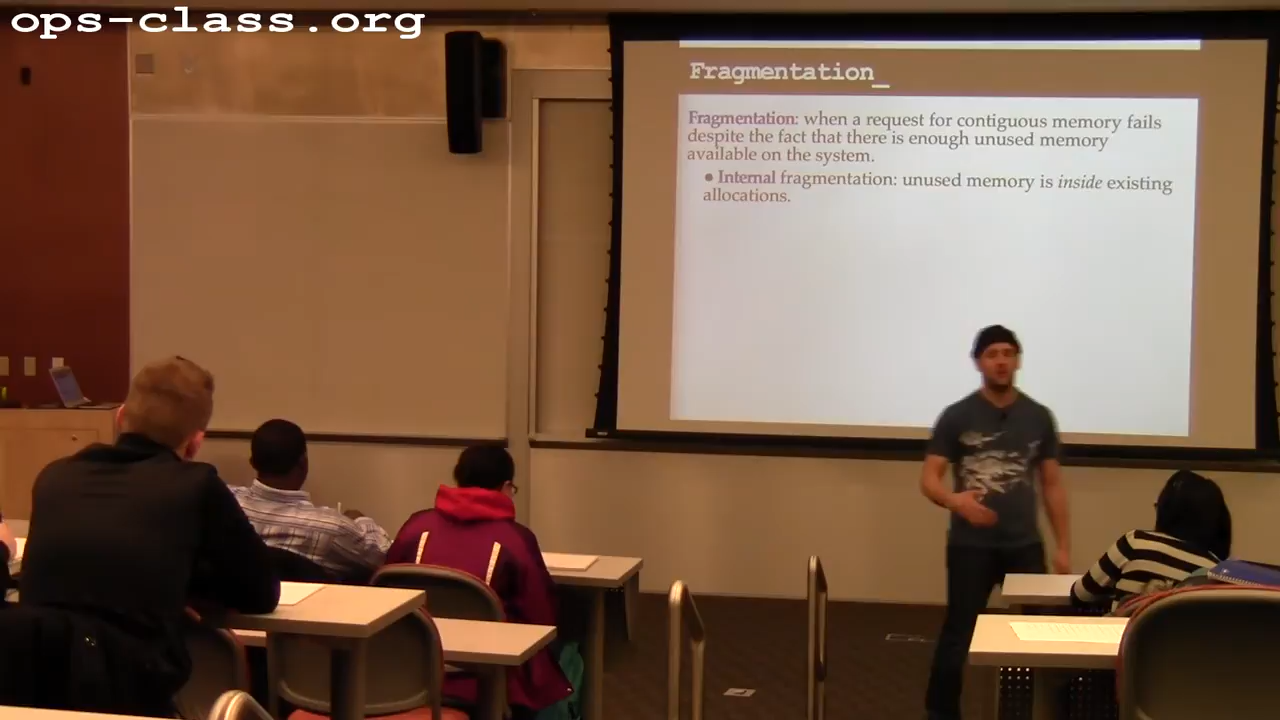 ops-class.org
Fragmentation_
Fragmentation: when a request for contiguous memory fails
despite the fact that there is enough unused memory
available on the system.
• Internal fragmentation: unused memory is inside existing
allocations.